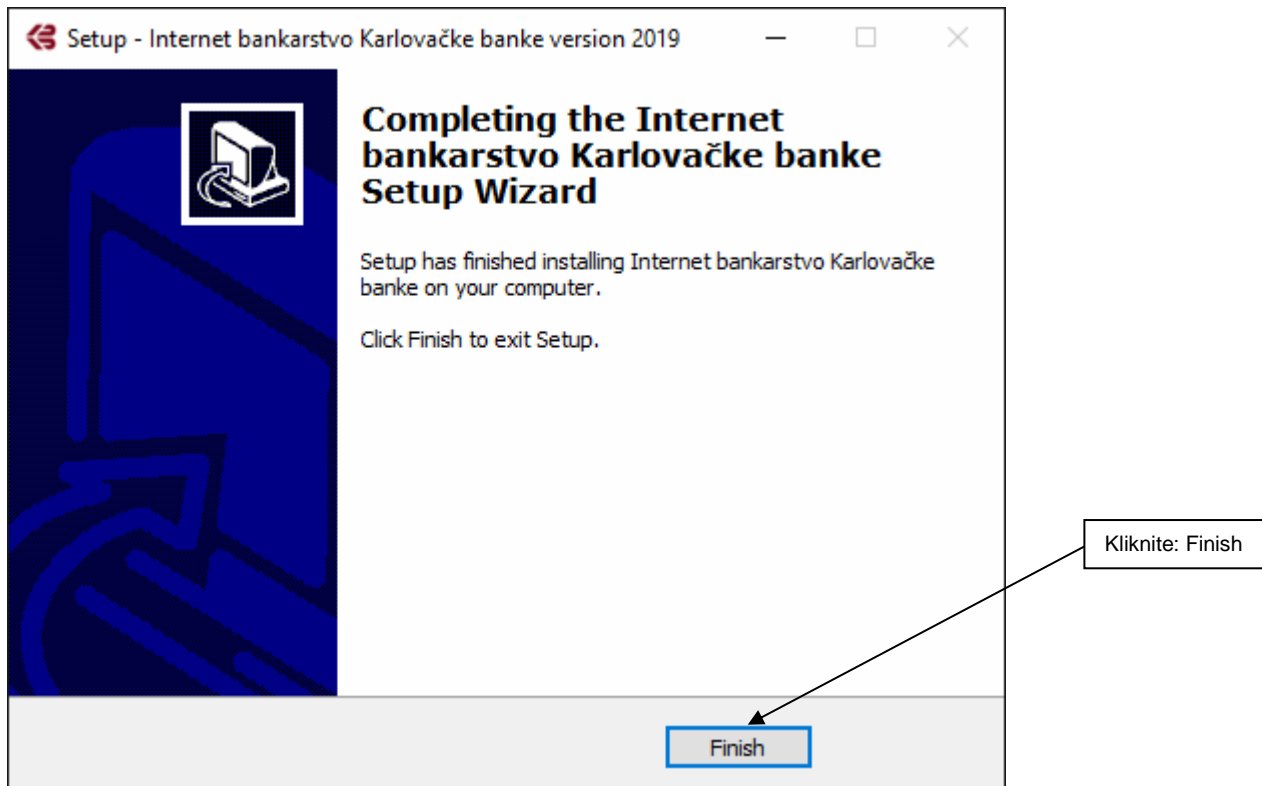 Setup - Internet bankarstvo Karlovačke banke version 2019
Completing the Internet
bankarstvo Karlovačke banke
Setup Wizard
Setup has finished installing Internet bankarstvo Karlovačke
banke on your computer.
Click Finish to exit Setup.
Kliknite: Finish
Finish